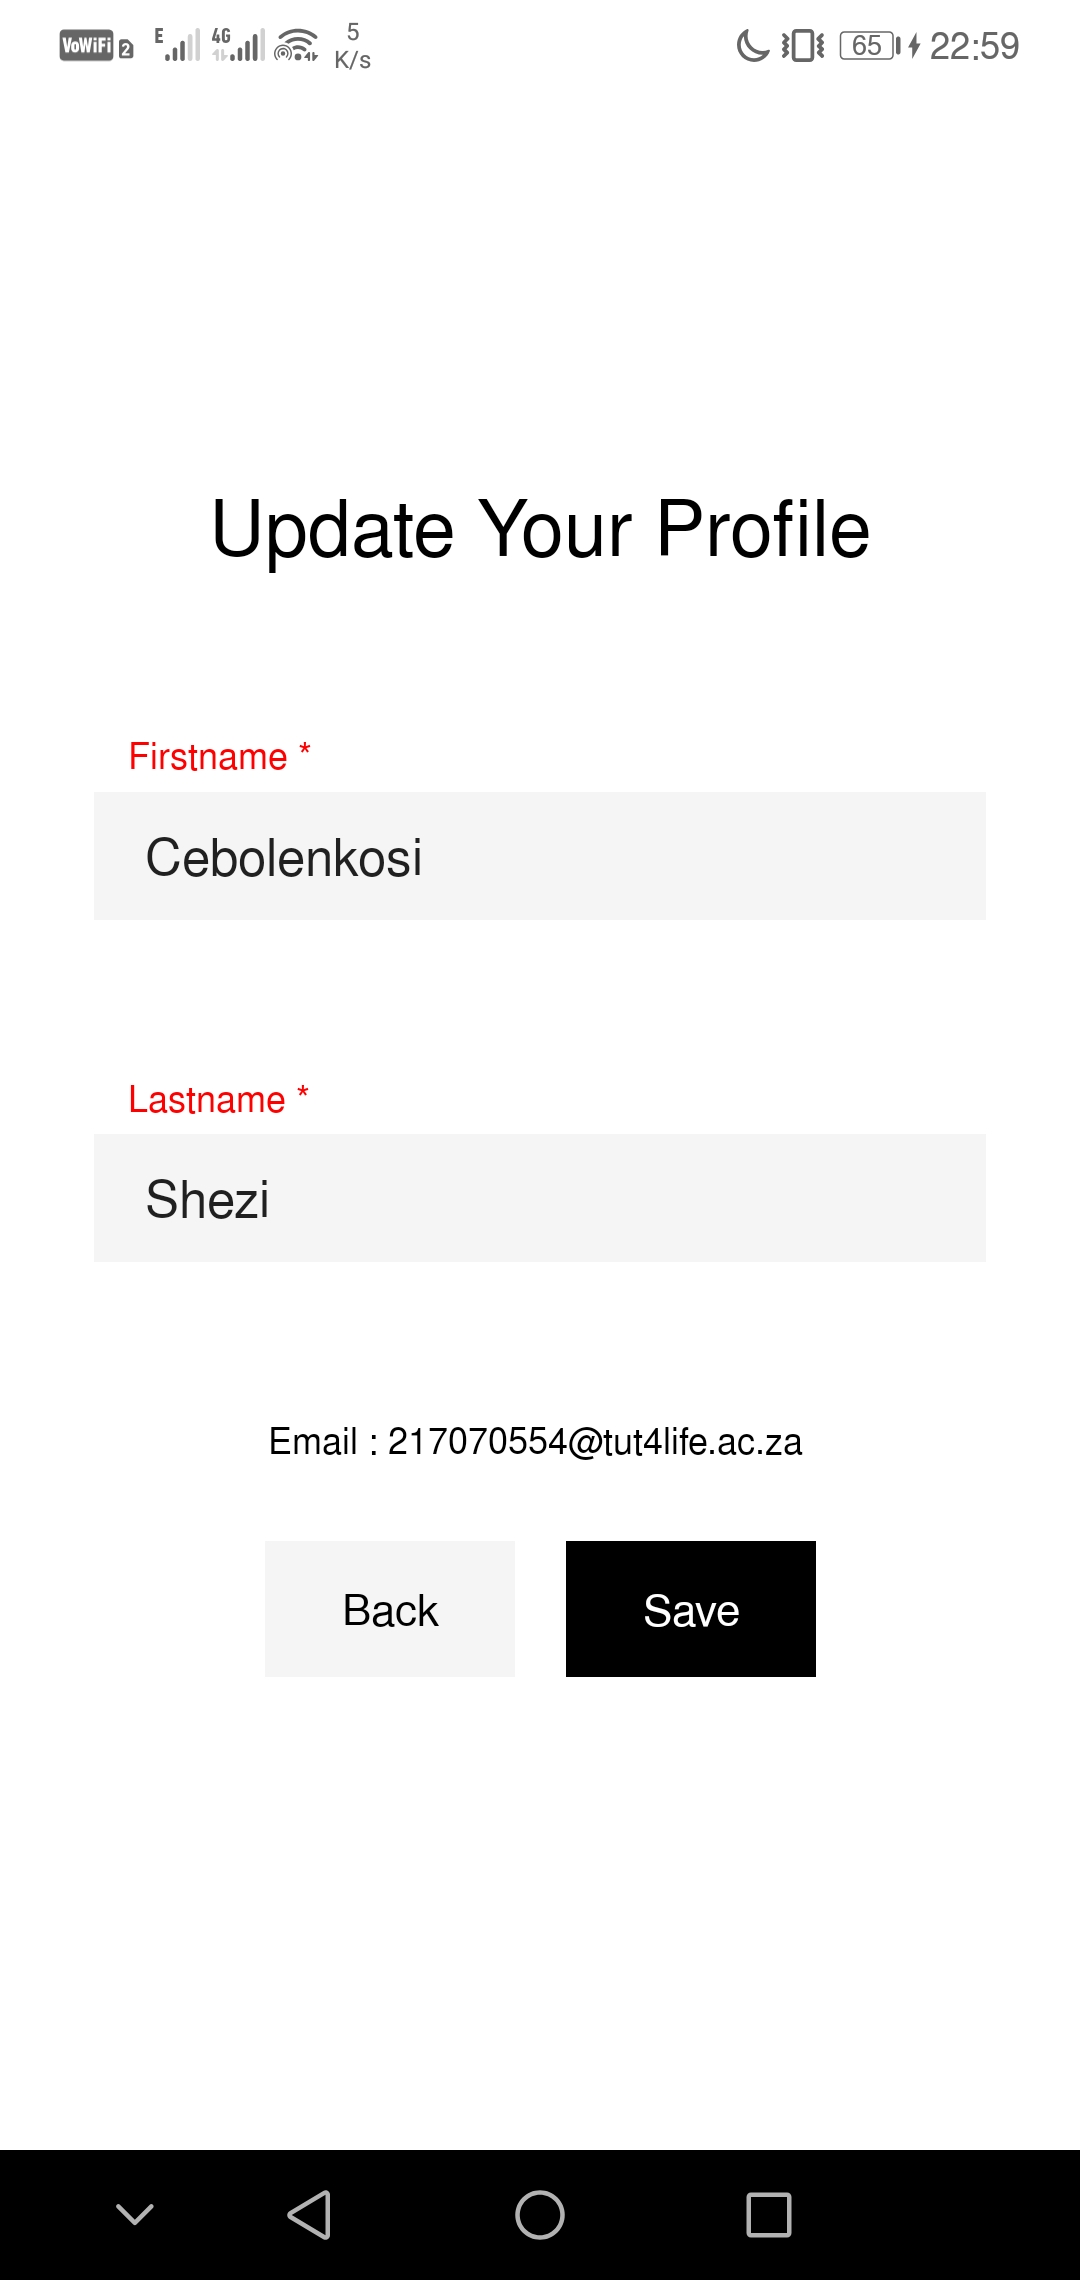 VoWiFi 2 E 4G 5 K/s 65 22:59
Update Your Profile
Firstname *
Cebolenkosi
Lastname *
Shezi
Email : 217070554@tut4life.ac.za
Back Save